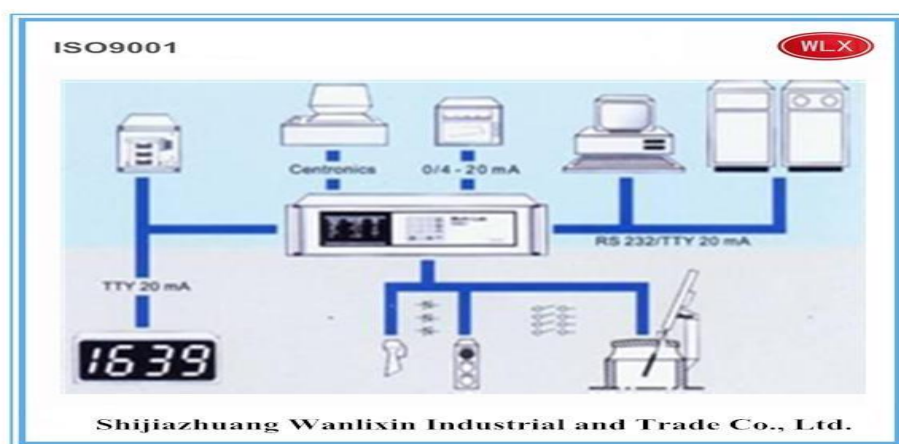 ISO9001
WLX
Centronics
0/4 - 20 mA
RS 232/TTY 20 mA
TTY 20 mA
1639
Shijiazhuang Wanlixin Industrial and Trade Co., Ltd.